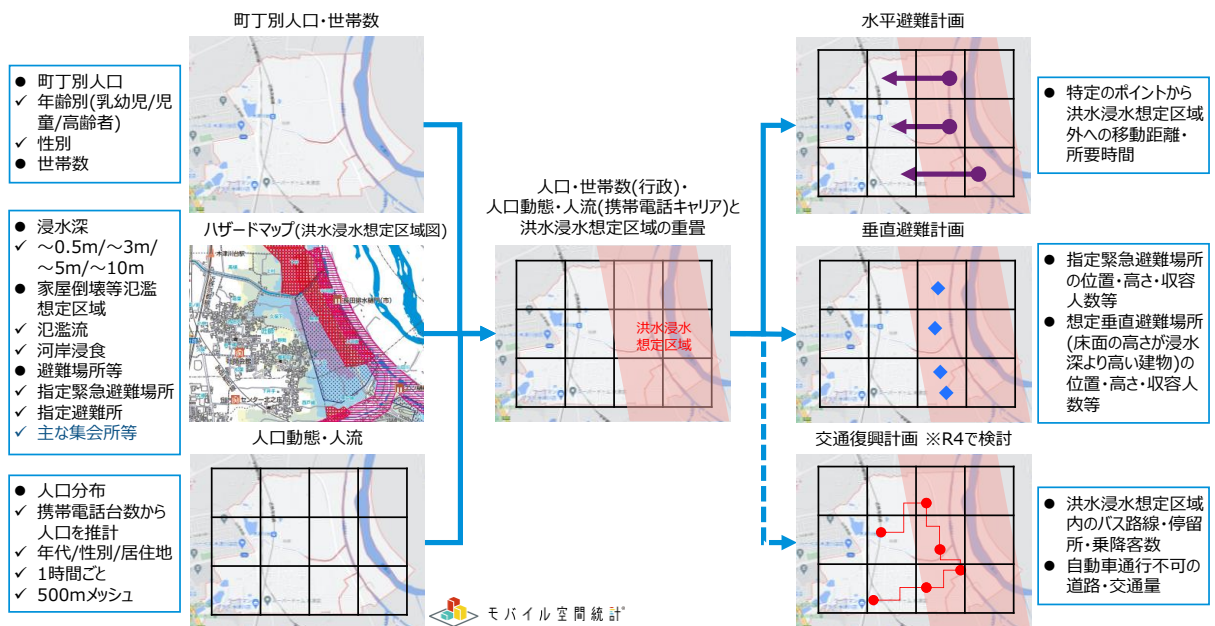 町丁別人口・世帯数
● 町丁別人口
✓ 年齢別(乳幼児/児
童/高齢者)
✓ 性別
● 世帯数
ハザードマップ(洪水浸水想定区域図)
● 浸水深
✓ ～0.5m/～3m/
～5m/～10m
● 家屋倒壊等氾濫
想定区域
✓ 氾濫流
✓ 河岸浸食
● 避難場所等
✓ 指定緊急避難場所
✓ 指定避難所
✓ 主な集会所等
人口動態・人流
● 人口分布
✓ 携帯電話台数から
人口を推計
✓ 年代/性別/居住地
✓ 1時間ごと
✓ 500mメッシュ
モバイル空間統計
人口・世帯数(行政)・
人口動態・人流(携帯電話キャリア)と
洪水浸水想定区域の重畳
洪水浸水
想定区域
水平避難計画
● 特定のポイントから
洪水浸水想定区域
外への移動距離・
所要時間
垂直避難計画
● 指定緊急避難場所
の位置・高さ・収容
人数等
● 想定垂直避難場所
(床面の高さが浸水
深より高い建物)の
位置・高さ・収容人
数等
交通復興計画 ※R4で検討
● 洪水浸水想定区域
内のバス路線・停留
所・乗降客数
● 自動車通行不可の
道路・交通量